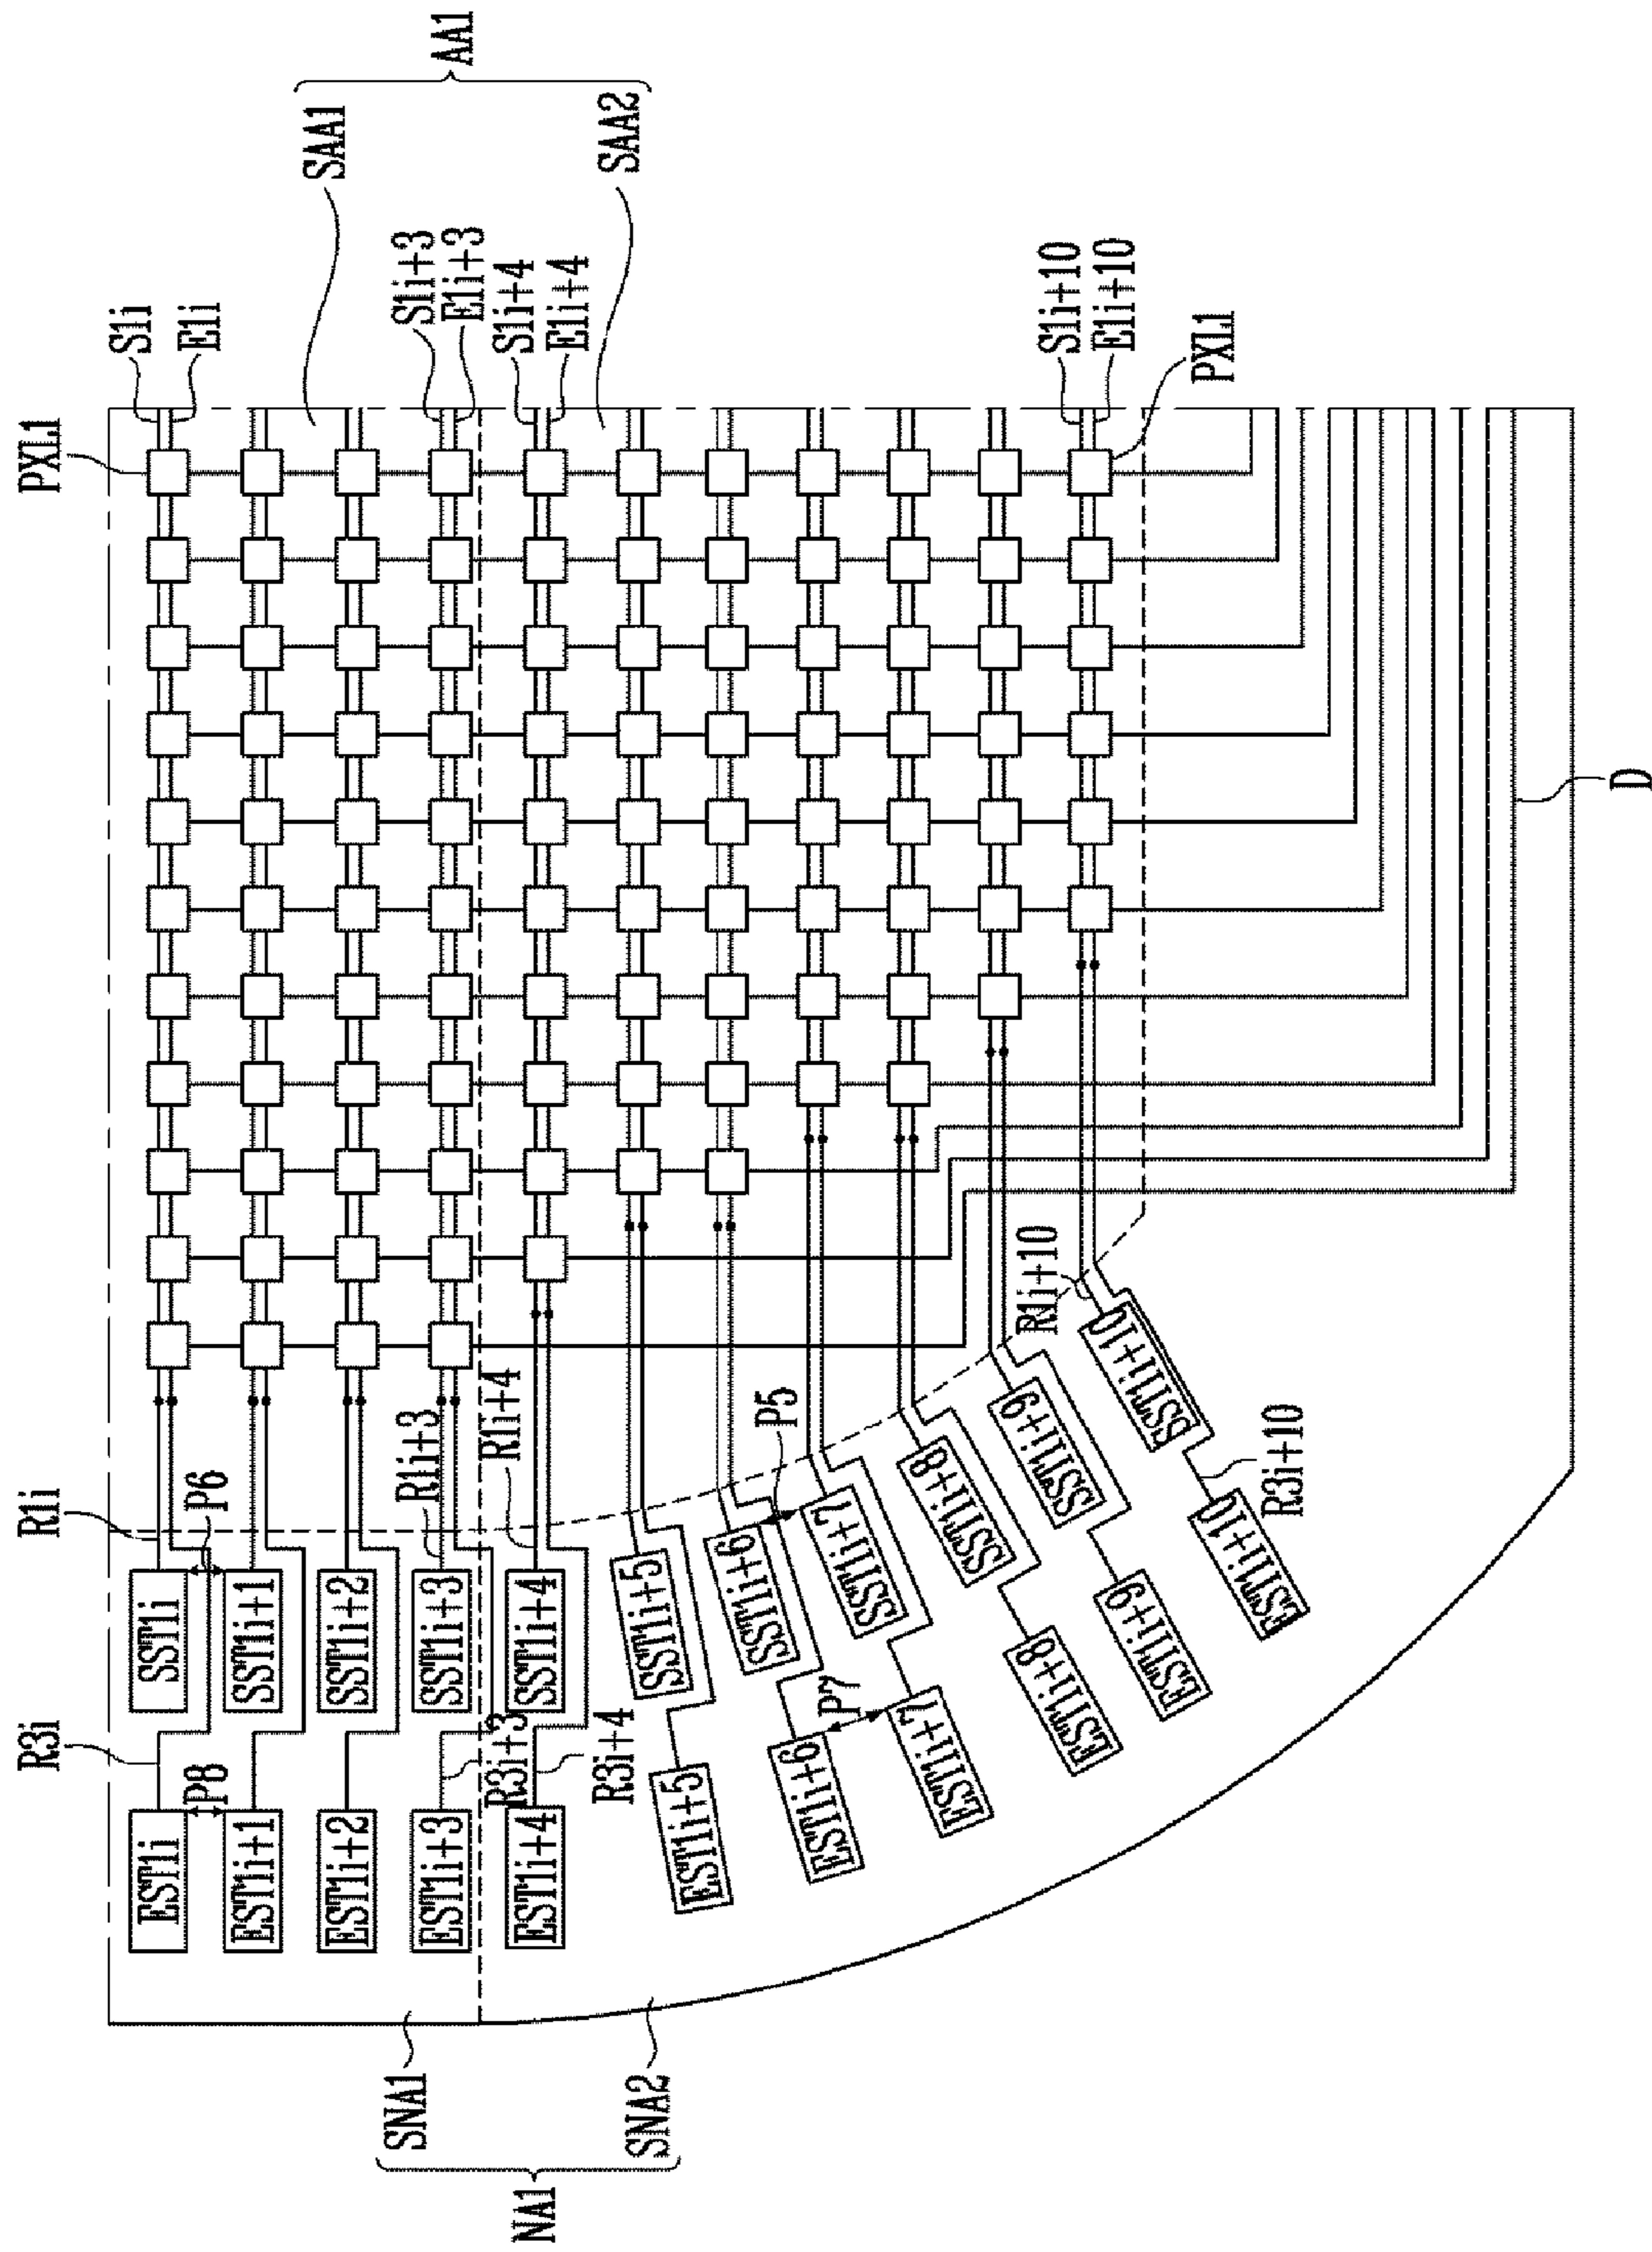 AA1
SAA1
SAA2
S1i
E1i
S1i+3
E1i+3
S1i+4
E1i+4
S1i+10
E1i+10
PXL1
PXL1
D
R1i
P6
R1i+3
R1i+4
P5
R1i+10
SST1i
SST1i+1
SST1i+2
SST1i+3
SST1i+4
SST1i+5
SST1i+6
SST1i+7
SST1i+8
SST1i+9
SST1i+10
R3i
P8
R3i+3
R3i+4
P7
R3i+10
EST1i
EST1i+1
EST1i+2
EST1i+3
EST1i+4
EST1i+5
EST1i+6
EST1i+7
EST1i+8
EST1i+9
EST1i+10
SNA1
SNA2
NA1